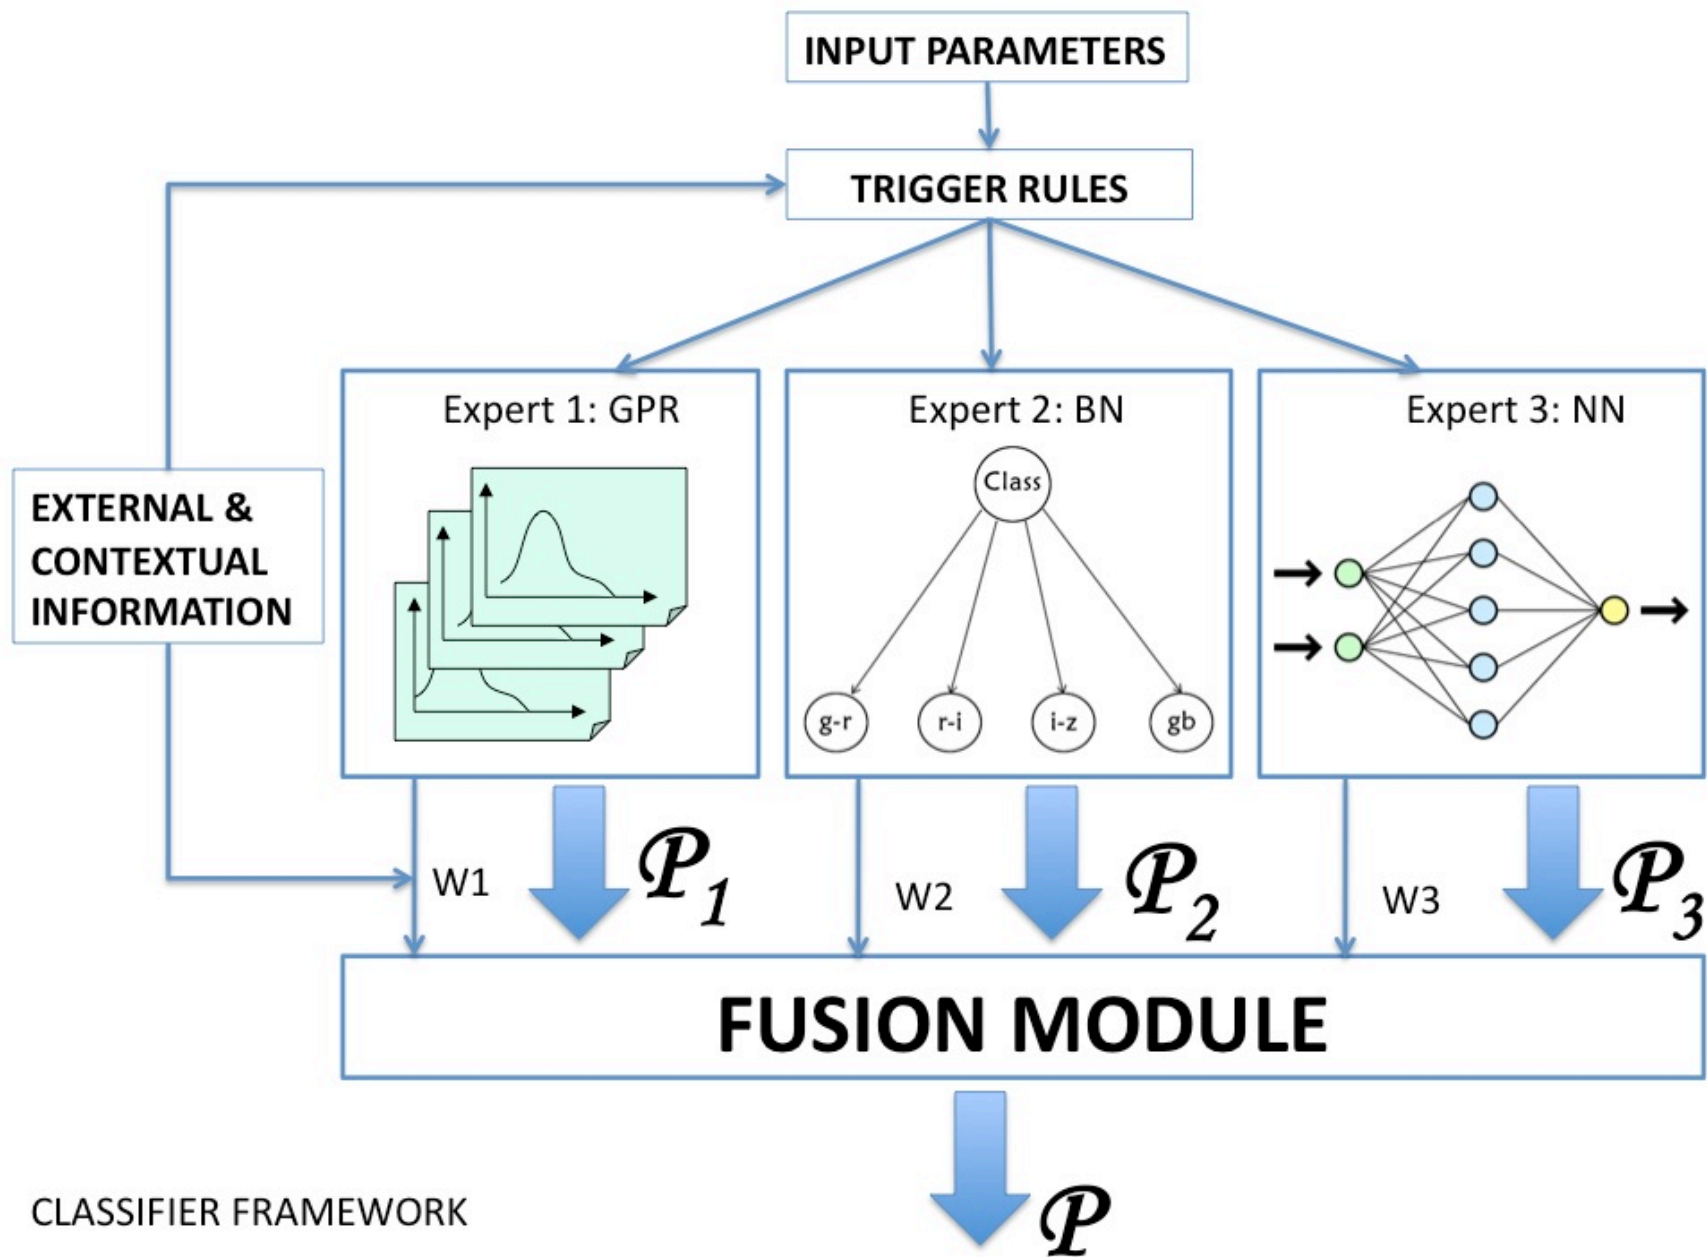 INPUT PARAMETERS
TRIGGER RULES
EXTERNAL &
CONTEXTUAL
INFORMATION
Expert 1: GPR
Expert 2: BN
Class
g-r
r-i
i-z
gb
Expert 3: NN
W1
𝒫1
W2
𝒫2
W3
𝒫3
FUSION MODULE
𝒫
CLASSIFIER FRAMEWORK